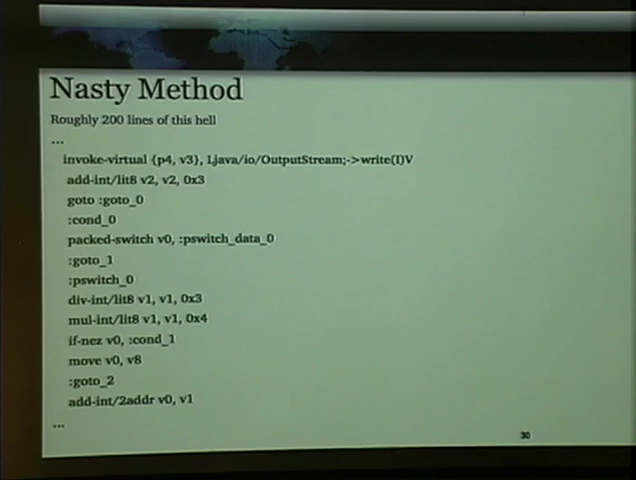 Nasty Method
Roughly 200 lines of this hell
...
invoke-virtual {p4, v3}, Ljava/io/OutputStream;->write(I)V
add-int/lit8 v2, v2, 0x3
goto :goto_0
:cond_0
packed-switch v0, :pswitch_data_0
:goto_1
:pswitch_0
div-int/lit8 v1, v1, 0x3
mul-int/lit8 v1, v1, 0x4
if-nez v0, :cond_1
move v0, v8
:goto_2
add-int/2addr v0, v1
...
30